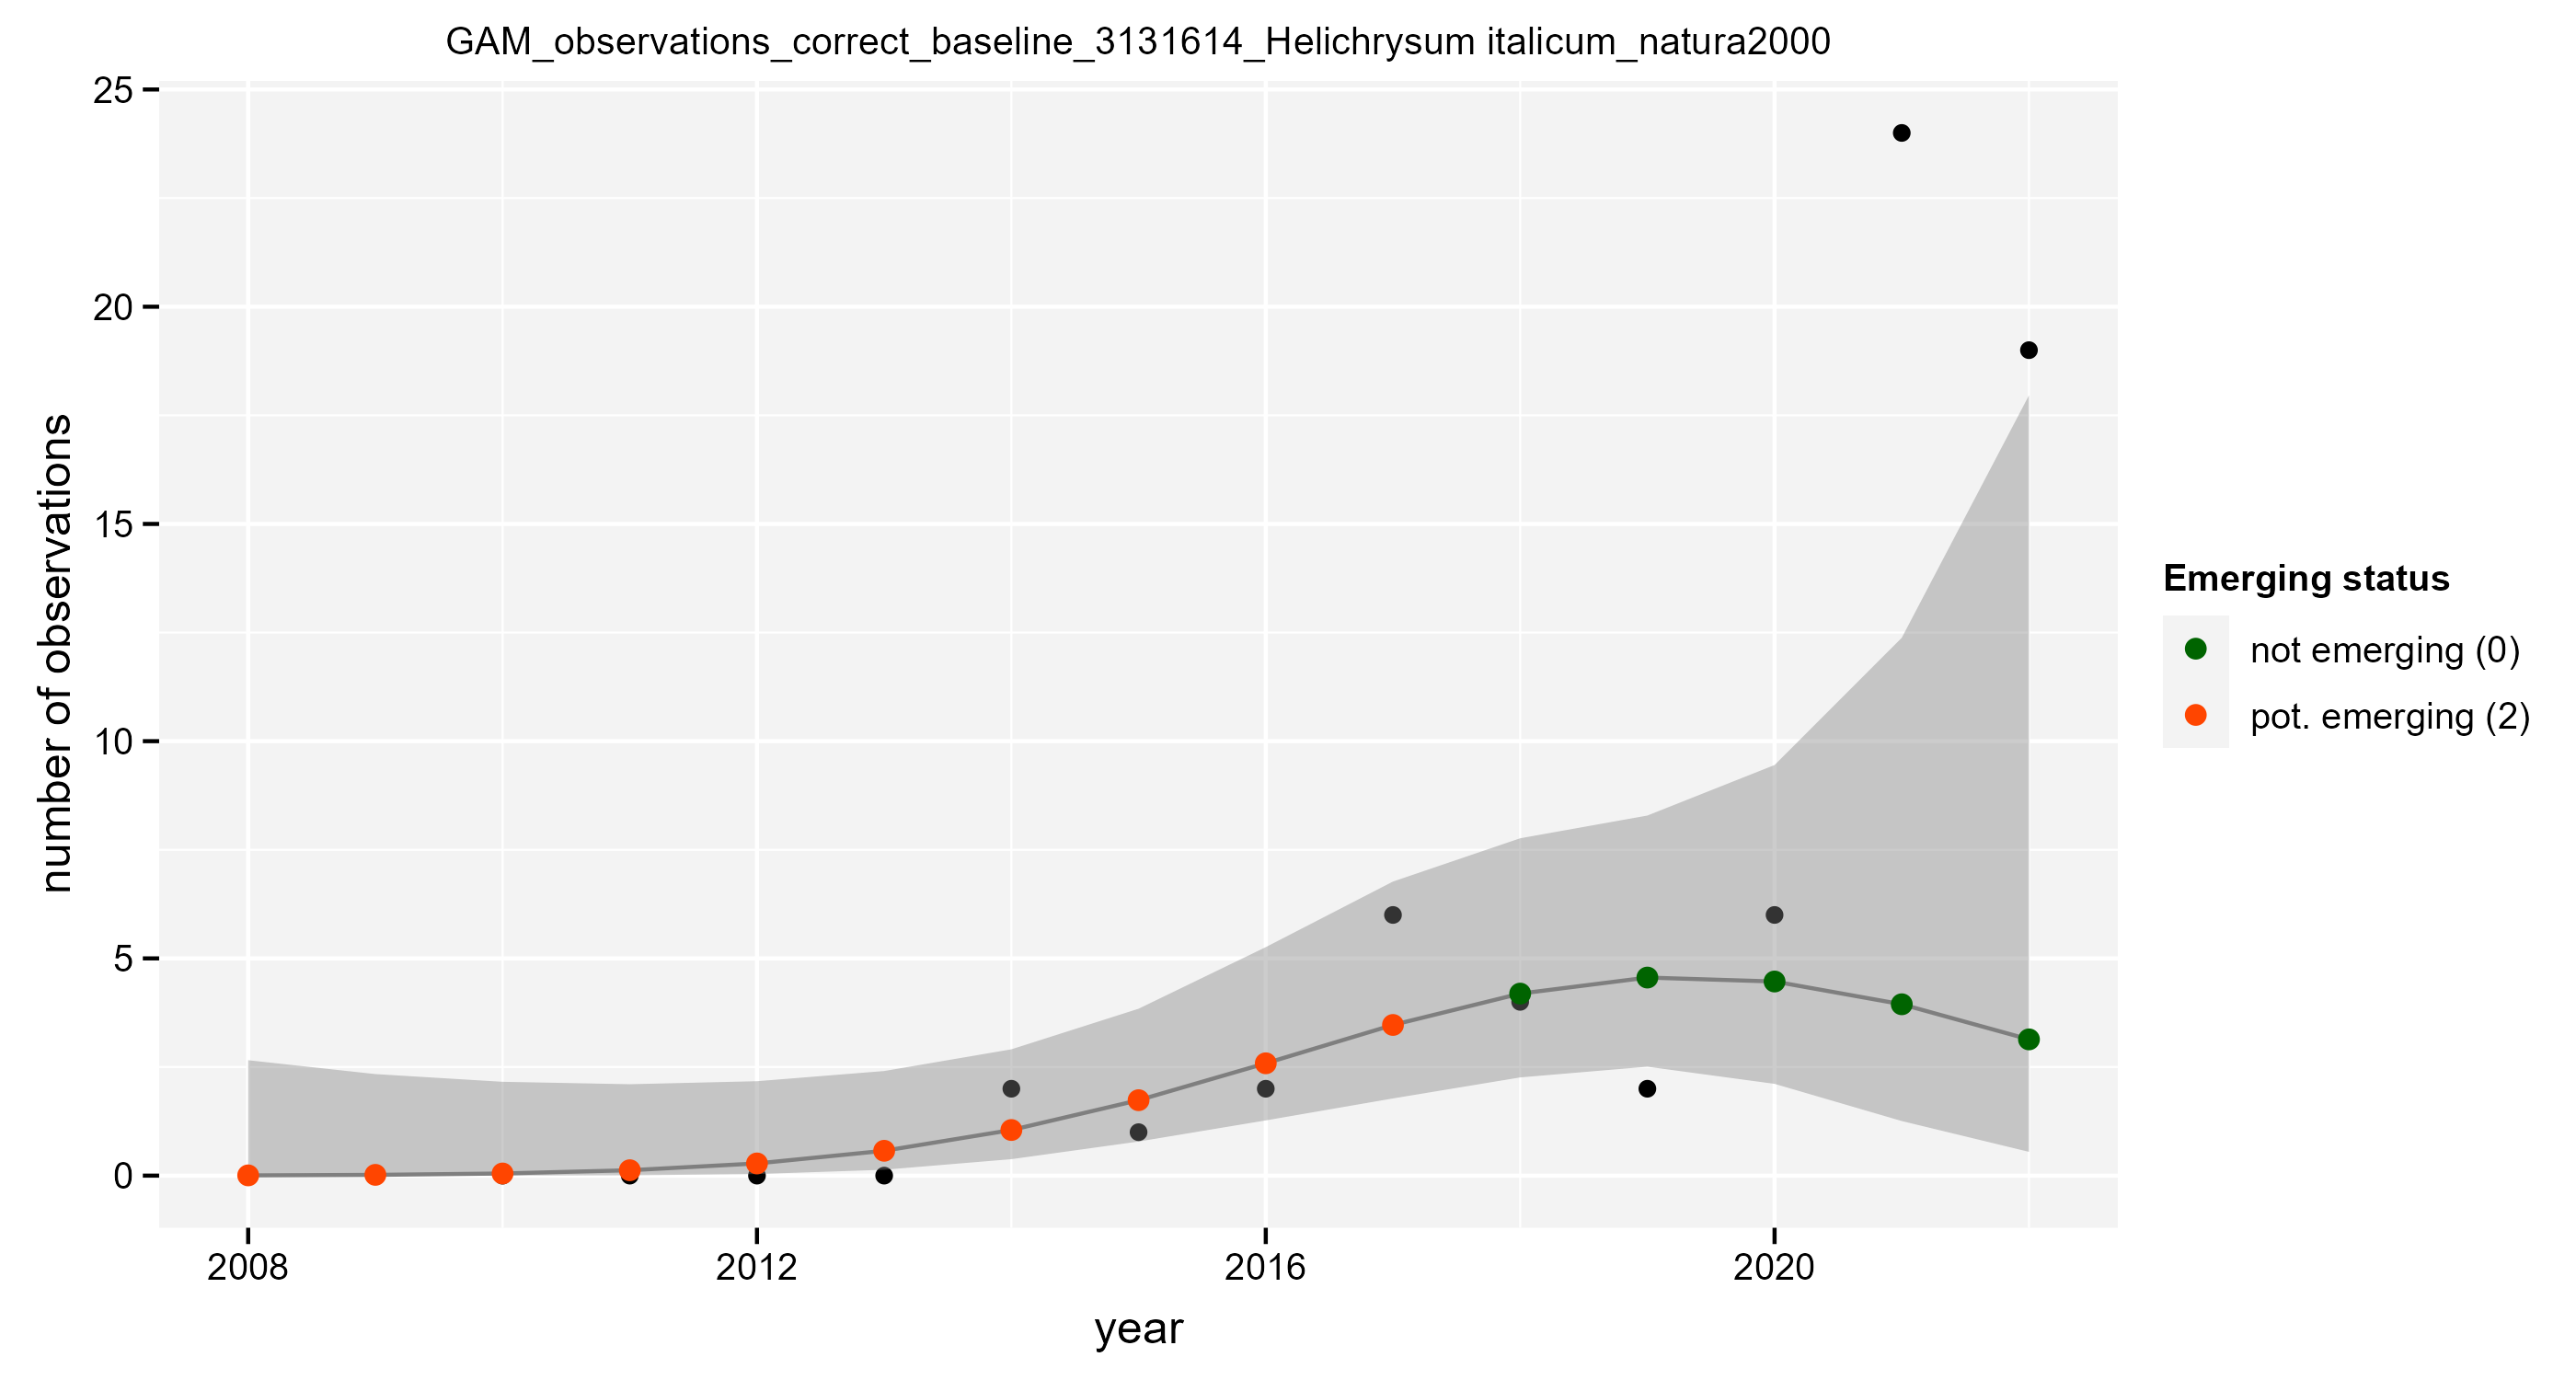 GAM_observations_correct_baseline_3131614_Helichrysum italicum_natura2000
25
20
15
10
5
0
number of observations
2008
2012
2016
2020
year
Emerging status
not emerging (0)
pot. emerging (2)